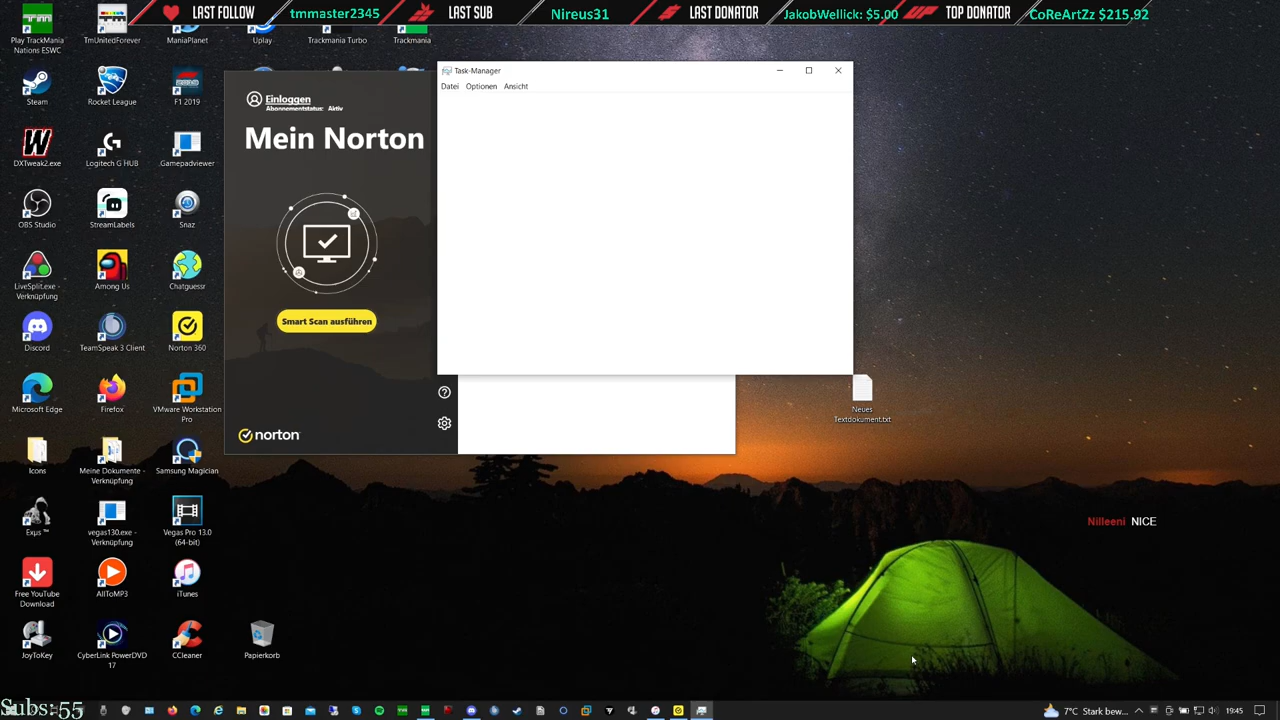 LAST FOLLOW
tmmaster2345
LAST SUB
Nireus31
LAST DONATOR
JakobWellick: $5.00
TOP DONATOR
CoReArtZz $215.92
Play TrackMania
Nations ESWC
TmUnitedForever
ManiaPlanet
Uplay
Trackmania Turbo
Trackmania
Steam
Rocket League
F1 2019
DXTweak2.exe
Logitech G HUB
Gamepadviewer
OBS Studio
StreamLabels
Snaz
LiveSplit.exe -
Verknüpfung
Among Us
Chatguessr
Discord
TeamSpeak 3 Client
Norton 360
Microsoft Edge
Firefox
VMware Workstation
Pro
Icons
Meine Dokumente -
Verknüpfung
Samsung Magician
vegas130.exe -
Verknüpfung
Vegas Pro 13.0
(64-bit)
Free YouTube
Download
AllToMP3
iTunes
JoyToKey
CyberLink PowerDVD
17
CCleaner
Papierkorb
Einloggen
Abonnementstatus: Aktiv
Mein Norton
Smart Scan ausführen
norton
Task-Manager
Datei Optionen Ansicht
Neues
Textdokument.txt
Nilleeni NICE
Subs: 55
7°C Stark bew...
19:45